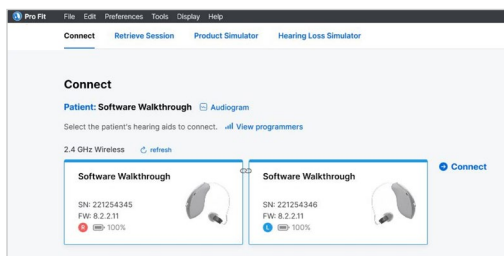 Pro Fit File Edit Preferences Tools Display Help
Connect Retrieve Session Product Simulator Hearing Loss Simulator
Connect
Patient: Software Walkthrough Audiogram
Select the patient's hearing aids to connect. View programmers
2.4 GHz Wireless refresh
Software Walkthrough
SN: 221254345
FW: 8.2.2.11
R 100%
Software Walkthrough
SN: 221254346
FW: 8.2.2.11
L 100%
Connect